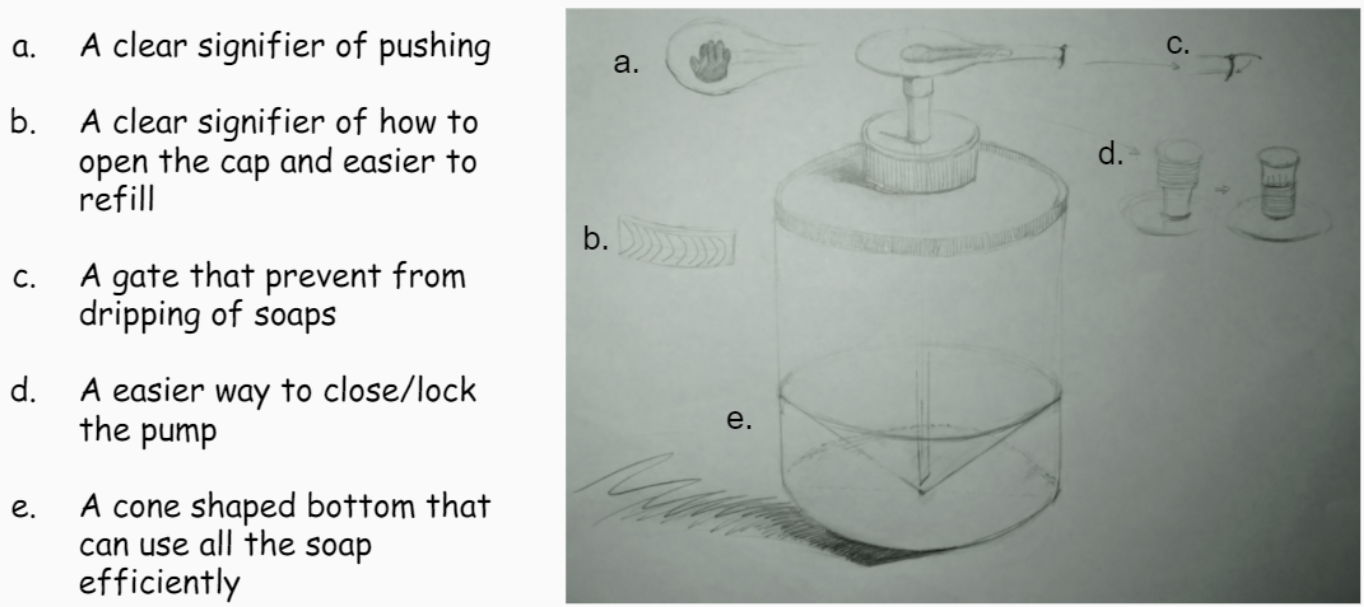 a. A clear signifier of pushing
b. A clear signifier of how to
open the cap and easier to
refill
c. A gate that prevent from
dripping of soaps
d. A easier way to close/lock
the pump
e. A cone shaped bottom that
can use all the soap
efficiently
a.
c.
d.
b.
e.